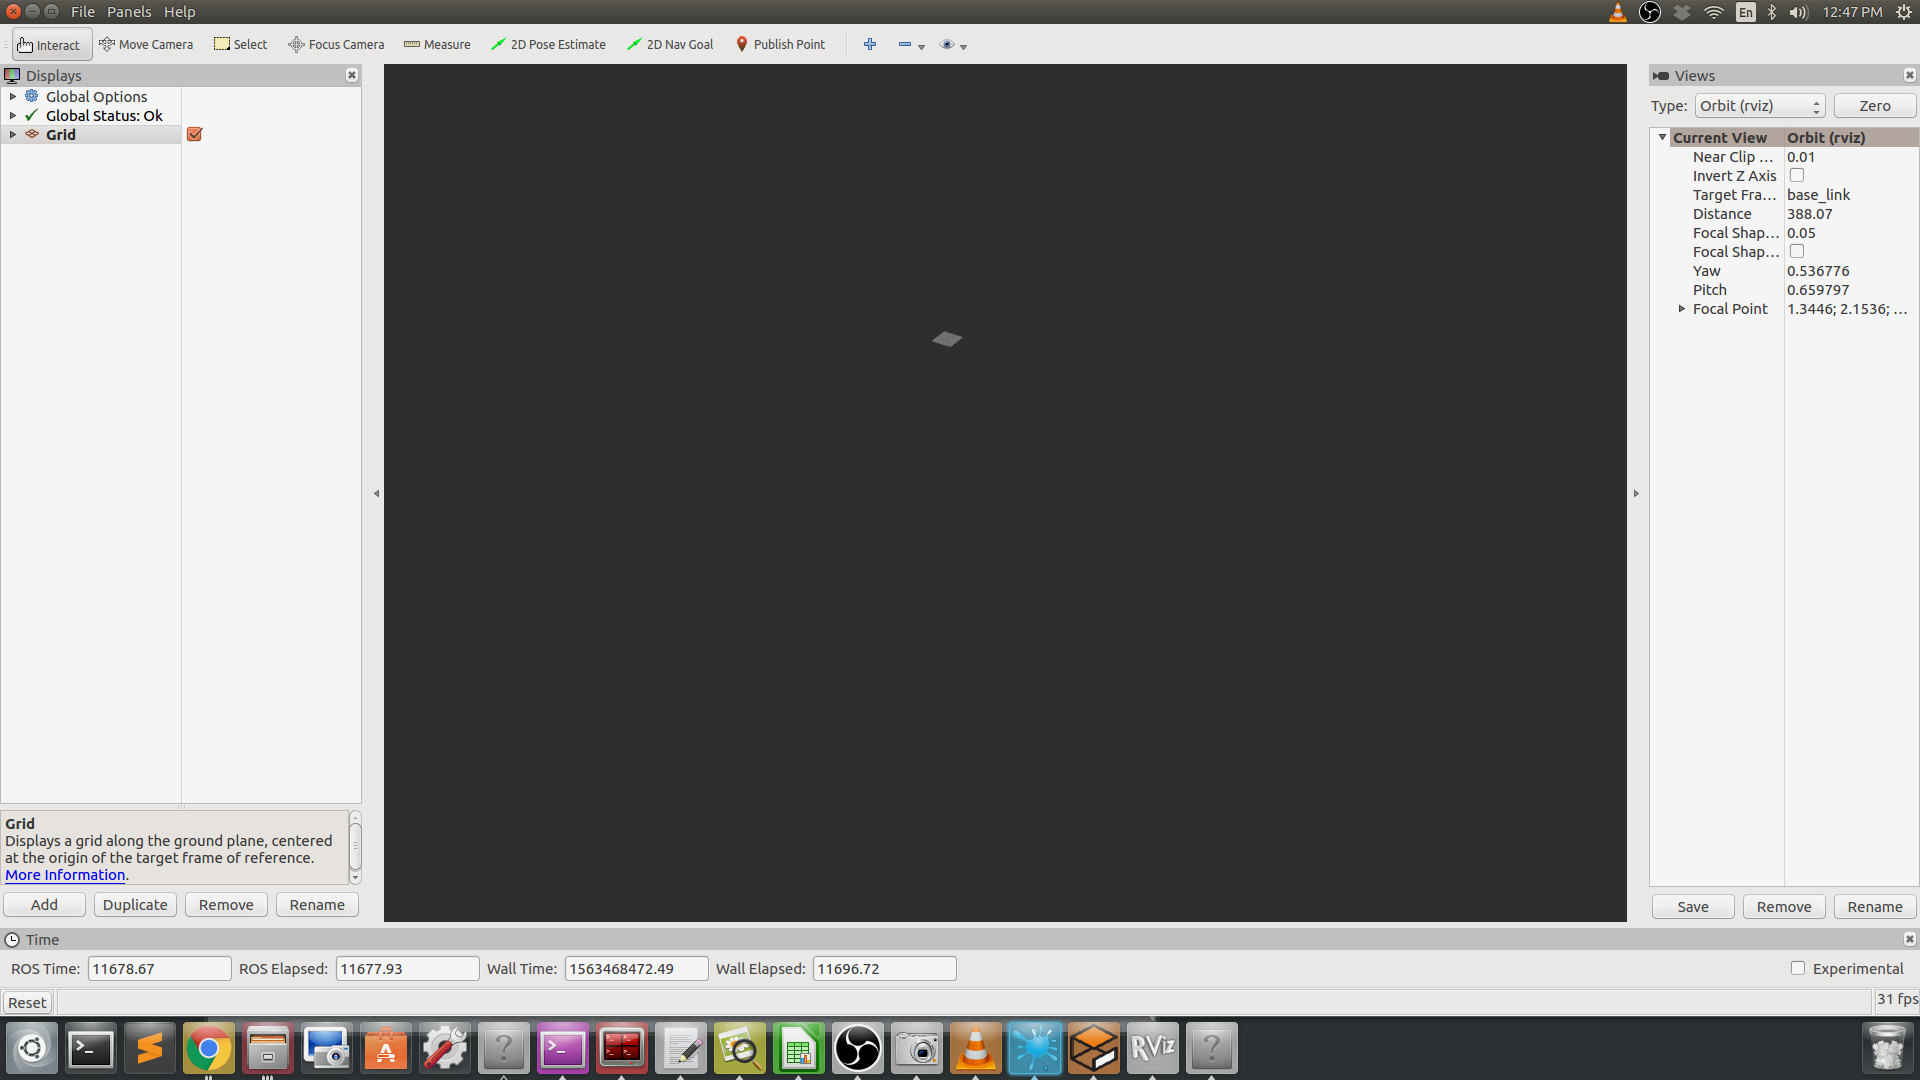 File Panels Help
En 12:47 PM
Interact Move Camera Select Focus Camera Measure 2D Pose Estimate 2D Nav Goal Publish Point
Displays
Global Options
Global Status: Ok
Grid
Grid
Displays a grid along the ground plane, centered
at the origin of the target frame of reference.
More Information.
Add Duplicate Remove Rename
Views
Type: Orbit (rviz) Zero
Current View Orbit (rviz)
Near Clip ... 0.01
Invert Z Axis
Target Fra... base_link
Distance 388.07
Focal Shap... 0.05
Focal Shap...
Yaw 0.536776
Pitch 0.659797
Focal Point 1.3446; 2.1536; ...
Save Remove Rename
Time
ROS Time: 11678.67 ROS Elapsed: 11677.93 Wall Time: 1563468472.49 Wall Elapsed: 11696.72 Experimental
Reset 31 fps
RViz